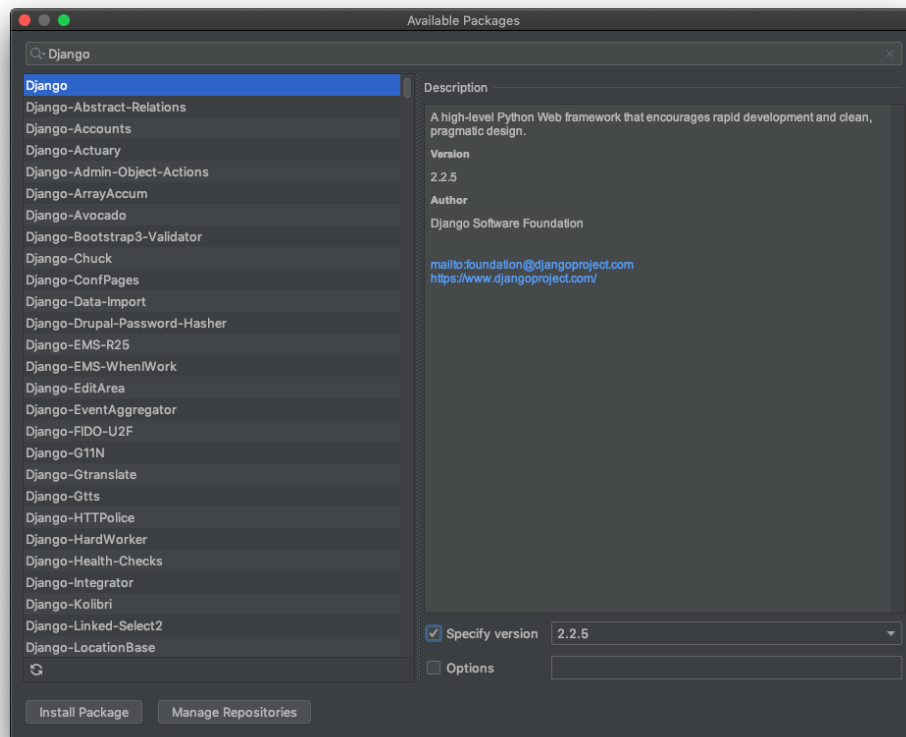 Available Packages
Django
Django
Django-Abstract-Relations
Django-Accounts
Django-Actuary
Django-Admin-Object-Actions
Django-ArrayAccum
Django-Avocado
Django-Bootstrap3-Validator
Django-Chuck
Django-ConfPages
Django-Data-Import
Django-Drupal-Password-Hasher
Django-EMS-R25
Django-EMS-WhenIWork
Django-EditArea
Django-EventAggregator
Django-FIDO-U2F
Django-G11N
Django-Gtranslate
Django-Gtts
Django-HTTPolice
Django-HardWorker
Django-Health-Checks
Django-Integrator
Django-Kolibri
Django-Linked-Select2
Django-LocationBase
Description
A high-level Python Web framework that encourages rapid development and clean,
pragmatic design.
Version
2.2.5
Author
Django Software Foundation
mailto:foundation@djangoproject.com
https://www.djangoproject.com/
Specify version 2.2.5
Options
Install Package Manage Repositories